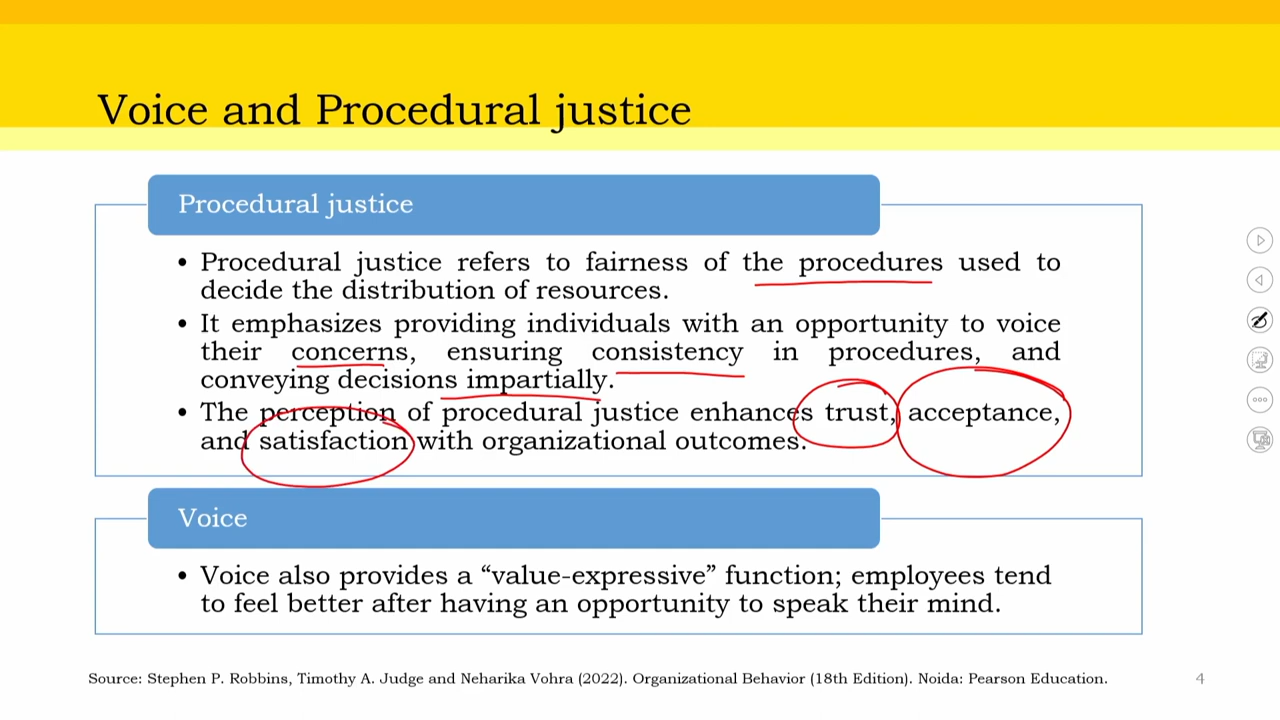 Voice and Procedural justice
Procedural justice
• Procedural justice refers to fairness of the procedures used to
decide the distribution of resources.
• It emphasizes providing individuals with an opportunity to voice
their concerns, ensuring consistency in procedures, and
conveying decisions impartially.
• The perception of procedural justice enhances trust, acceptance,
and satisfaction with organizational outcomes.
Voice
• Voice also provides a “value-expressive” function; employees tend
to feel better after having an opportunity to speak their mind.
Source: Stephen P. Robbins, Timothy A. Judge and Neharika Vohra (2022). Organizational Behavior (18th Edition). Noida: Pearson Education.
4